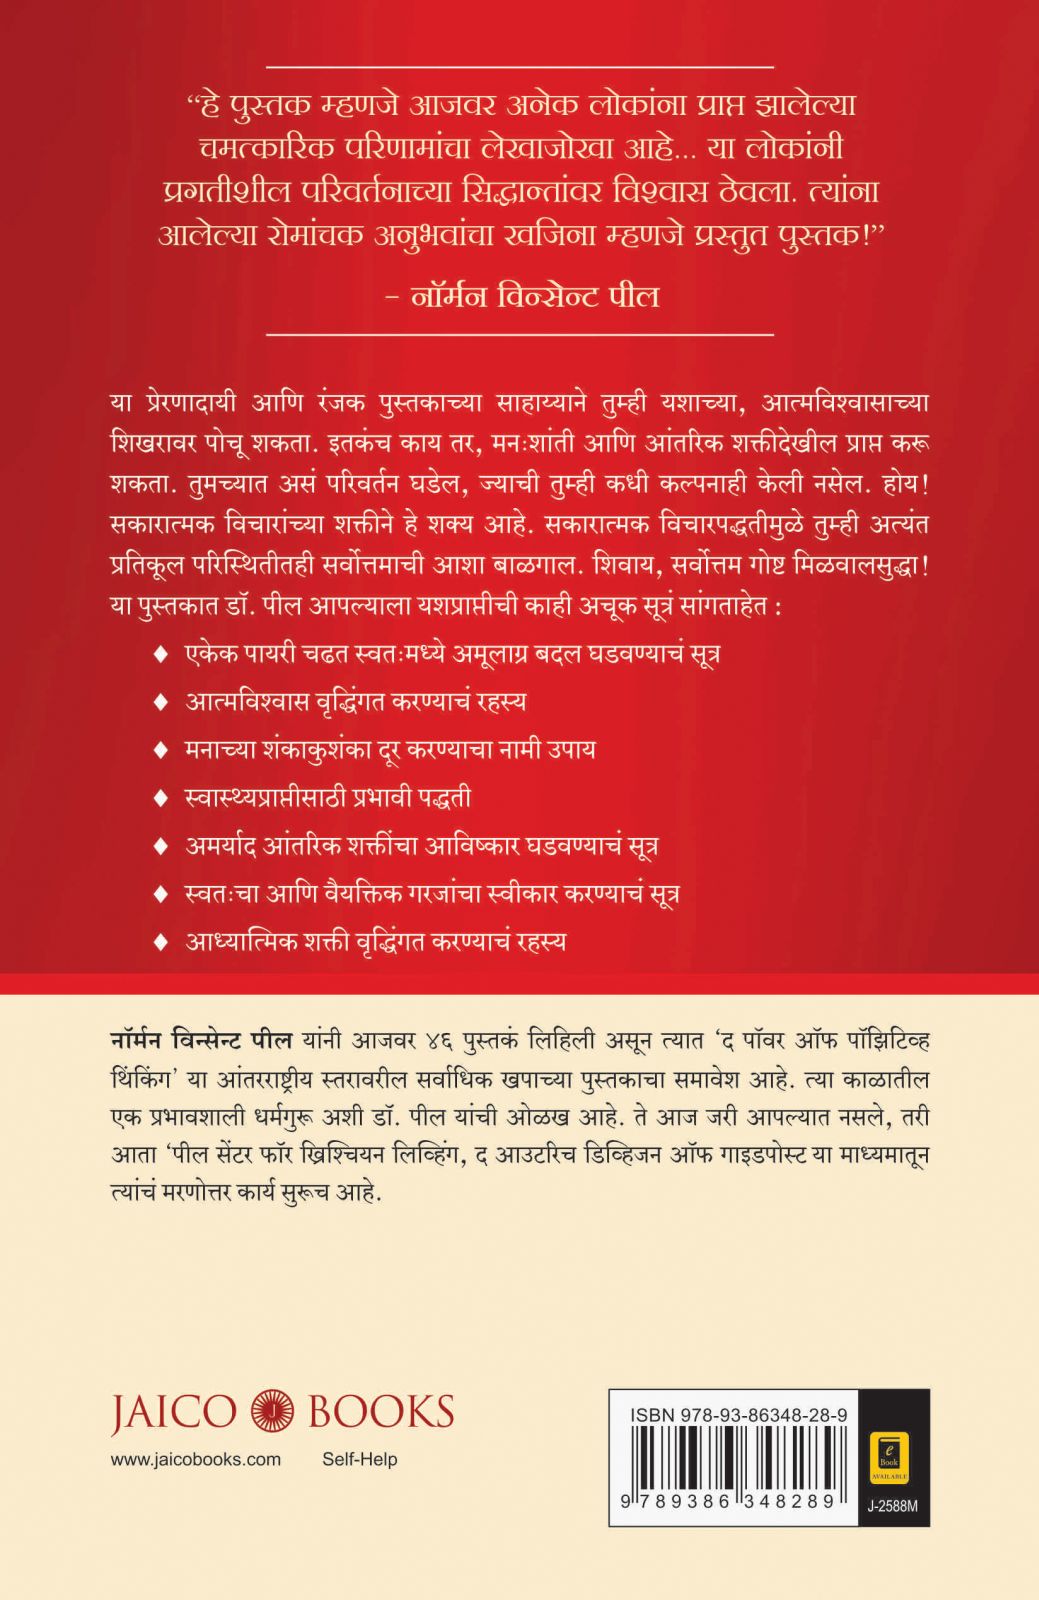 “हे पुस्तक म्हणजे आजवर अनेक लोकांना प्राप्त झालेल्या
चमत्कारिक परिणामांचा लेखाजोखा आहे... या लोकांनी
प्रगतीशील परिवर्तनाच्या सिद्धान्तांवर विश्वास ठेवला. त्यांना
आलेल्या रोमांचक अनुभवांचा खजिना म्हणजे प्रस्तुत पुस्तक!”
– नॉर्मन विन्सेन्ट पील
या प्रेरणादायी आणि रंजक पुस्तकाच्या साहाय्याने तुम्ही यशाच्या, आत्मविश्वासाच्या
शिखरावर पोचू शकता. इतकंच काय तर, मनःशांती आणि आंतरिक शक्तीदेखील प्राप्त करू
शकता. तुमच्यात असं परिवर्तन घडेल, ज्याची तुम्ही कधी कल्पनाही केली नसेल. होय!
सकारात्मक विचारांच्या शक्तीने हे शक्य आहे. सकारात्मक विचारपद्धतीमुळे तुम्ही अत्यंत
प्रतिकूल परिस्थितीतही सर्वोत्तमाची आशा बाळगाल. शिवाय, सर्वोत्तम गोष्ट मिळवालसुद्धा!
या पुस्तकात डॉ. पील आपल्याला यशप्राप्तीची काही अचूक सूत्रं सांगताहेत :
♦ एकेक पायरी चढत स्वतःमध्ये अमूलाग्र बदल घडवण्याचं सूत्र
♦ आत्मविश्वास वृद्धिंगत करण्याचं रहस्य
♦ मनाच्या शंकाकुशंका दूर करण्याचा नामी उपाय
♦ स्वास्थ्यप्राप्तीसाठी प्रभावी पद्धती
♦ अमर्याद आंतरिक शक्तींचा आविष्कार घडवण्याचं सूत्र
♦ स्वतःचा आणि वैयक्तिक गरजांचा स्वीकार करण्याचं सूत्र
♦ आध्यात्मिक शक्ती वृद्धिंगत करण्याचं रहस्य
नॉर्मन विन्सेन्ट पील यांनी आजवर ४६ पुस्तकं लिहिली असून त्यात ‘द पॉवर ऑफ पॉझिटिव्ह
थिंकिंग’ या आंतरराष्ट्रीय स्तरावरील सर्वाधिक खपाच्या पुस्तकाचा समावेश आहे. त्या काळातील
एक प्रभावशाली धर्मगुरू अशी डॉ. पील यांची ओळख आहे. ते आज जरी आपल्यात नसले, तरी
आता ‘पील सेंटर फॉर ख्रिश्चियन लिव्हिंग, द आउटरिच डिव्हिजन ऑफ गाइडपोस्ट या माध्यमातून
त्यांचं मरणोत्तर कार्य सुरूच आहे.
JAICO J BOOKS
www.jaicobooks.com Self-Help
ISBN 978-93-86348-28-9
9 789386 348289
e
Book
AVAILABLE
J-2588M